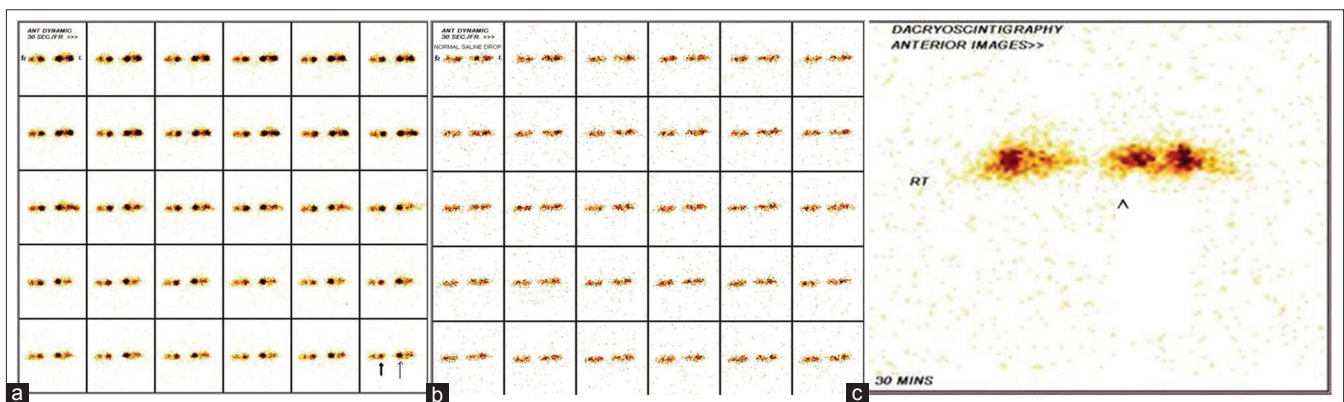 ANT DYNAMIC
30 SEC./FR. >>>
R L
a
ANT DYNAMIC
30 SEC./FR. >>>
NORMAL SALINE DROP
R L
b
DACRYOSCINTIGRAPHY
ANTERIOR IMAGES>>
RT
^
30 MINS
c